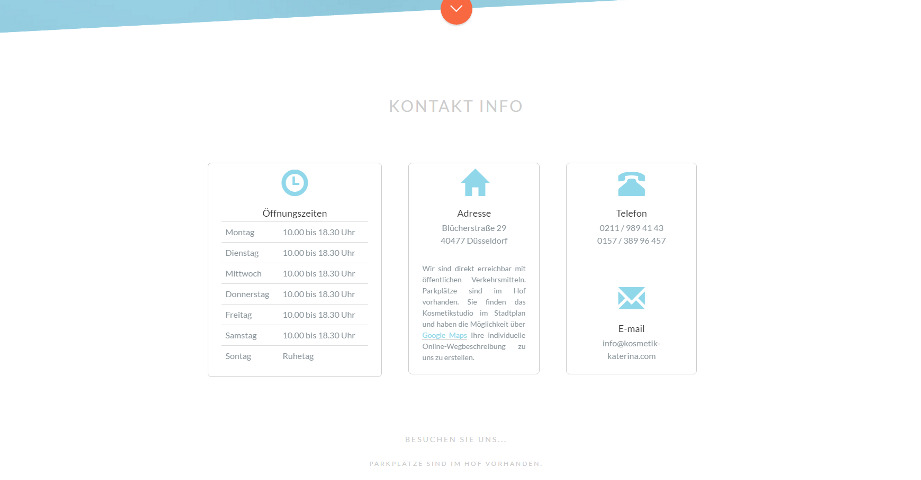 KONTAKT INFO
Öffnungszeiten
Montag 10.00 bis 18.30 Uhr
Dienstag 10.00 bis 18.30 Uhr
Mittwoch 10.00 bis 18.30 Uhr
Donnerstag 10.00 bis 18.30 Uhr
Freitag 10.00 bis 18.30 Uhr
Samstag 10.00 bis 18.30 Uhr
Sontag Ruhetag
Adresse
Blücherstraße 29
40477 Düsseldorf
Wir sind direkt erreichbar mit
öffentlichen Verkehrsmitteln.
Parkplätze sind im Hof
vorhanden. Sie finden das
Kosmetikstudio im Stadtplan
und haben die Möglichkeit über
Google Maps Ihre individuelle
Online-Wegbeschreibung zu
uns zu erstellen.
Telefon
0211 / 989 41 43
0157 / 389 96 457
E-mail
info@kosmetik-
katerina.com
BESUCHEN SIE UNS...
PARKPLÄTZE SIND IM HOF VORHANDEN.